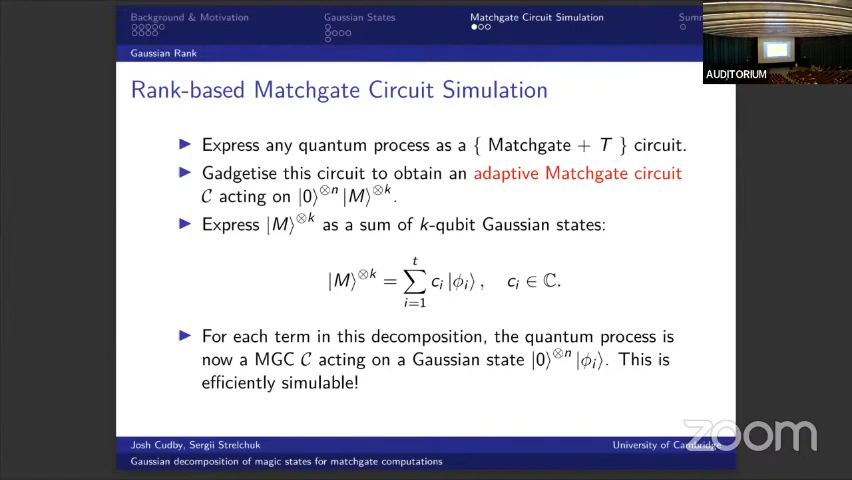 Background & Motivation
Gaussian States
Matchgate Circuit Simulation
Gaussian Rank
AUDITORIUM
Rank-based Matchgate Circuit Simulation
Express any quantum process as a { Matchgate + T } circuit.
Gadgetise this circuit to obtain an adaptive Matchgate circuit
C acting on |0⟩^{⊗n} |M⟩^{⊗k}.
Express |M⟩^{⊗k} as a sum of k-qubit Gaussian states:
|M⟩^{⊗k} = \sum_{i=1}^{t} c_i |ϕ_i⟩ , c_i ∈ ℂ.
For each term in this decomposition, the quantum process is
now a MGC C acting on a Gaussian state |0⟩^{⊗n} |ϕ_i⟩. This is
efficiently simulable!
zoom
Josh Cudby, Sergii Strelchuk
University of Cambridge
Gaussian decomposition of magic states for matchgate computations